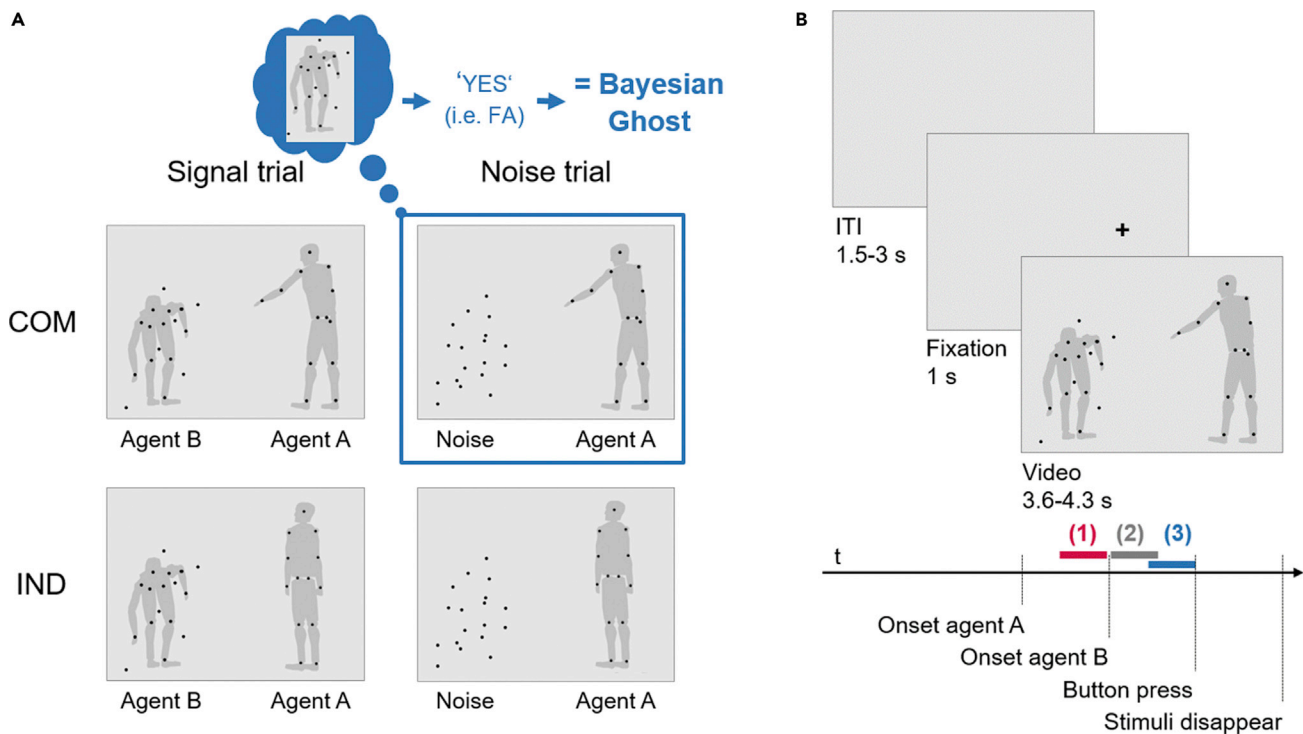 A
'YES'
(i.e. FA)
= Bayesian
Ghost
Signal trial
Noise trial
COM
Agent B
Agent A
Noise
Agent A
IND
Agent B
Agent A
Noise
Agent A
B
ITI
1.5-3 s
+
Fixation
1 s
Video
3.6-4.3 s
(1)
(2)
(3)
t
Onset agent A
Onset agent B
Button press
Stimuli disappear